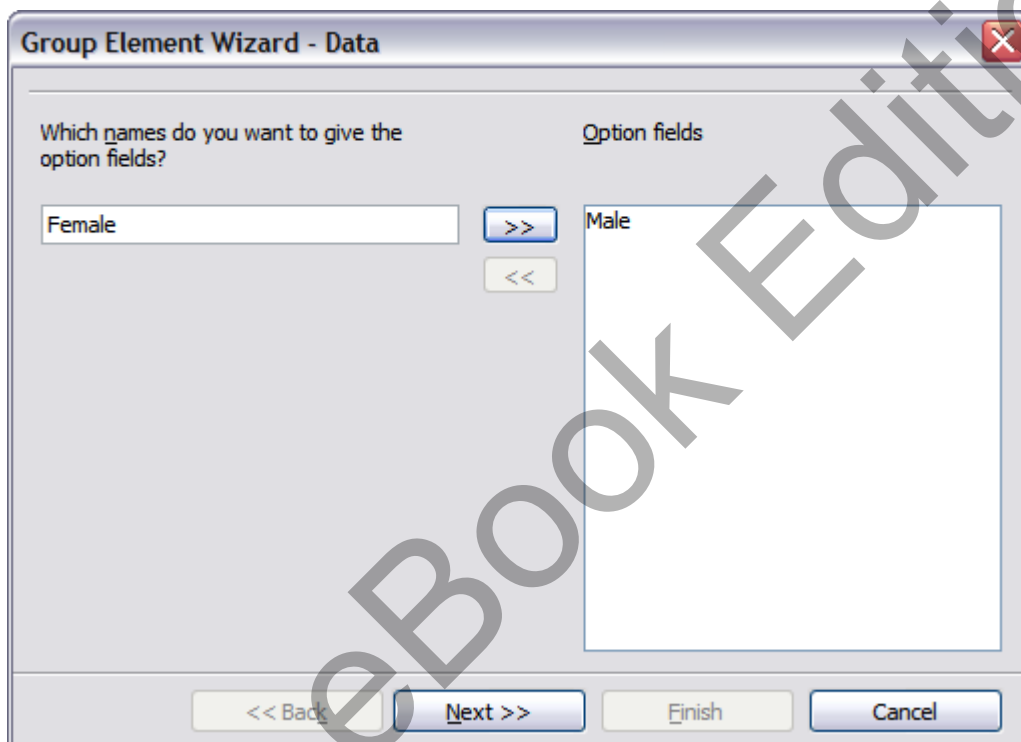 Group Element Wizard - Data
Which names do you want to give the
option fields?
Option fields
Female
>>
Male
<<
<< Back
Next >>
Finish
Cancel
eBook Editio